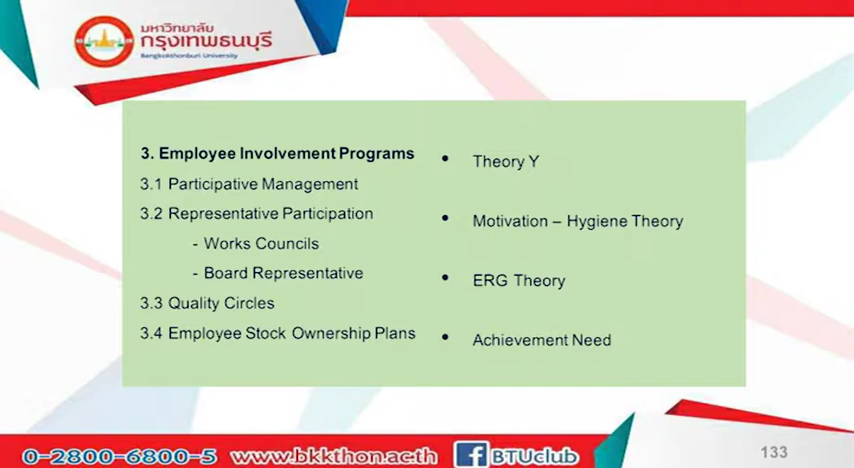 มหาวิทยาลัย
กรุงเทพธนบุรี
Bangkokthonburi University
3. Employee Involvement Programs
3.1 Participative Management
3.2 Representative Participation
- Works Councils
- Board Representative
3.3 Quality Circles
3.4 Employee Stock Ownership Plans
• Theory Y
• Motivation – Hygiene Theory
• ERG Theory
• Achievement Need
0-2800-6800-5 www.bkkthon.ac.th f BTUclub
133